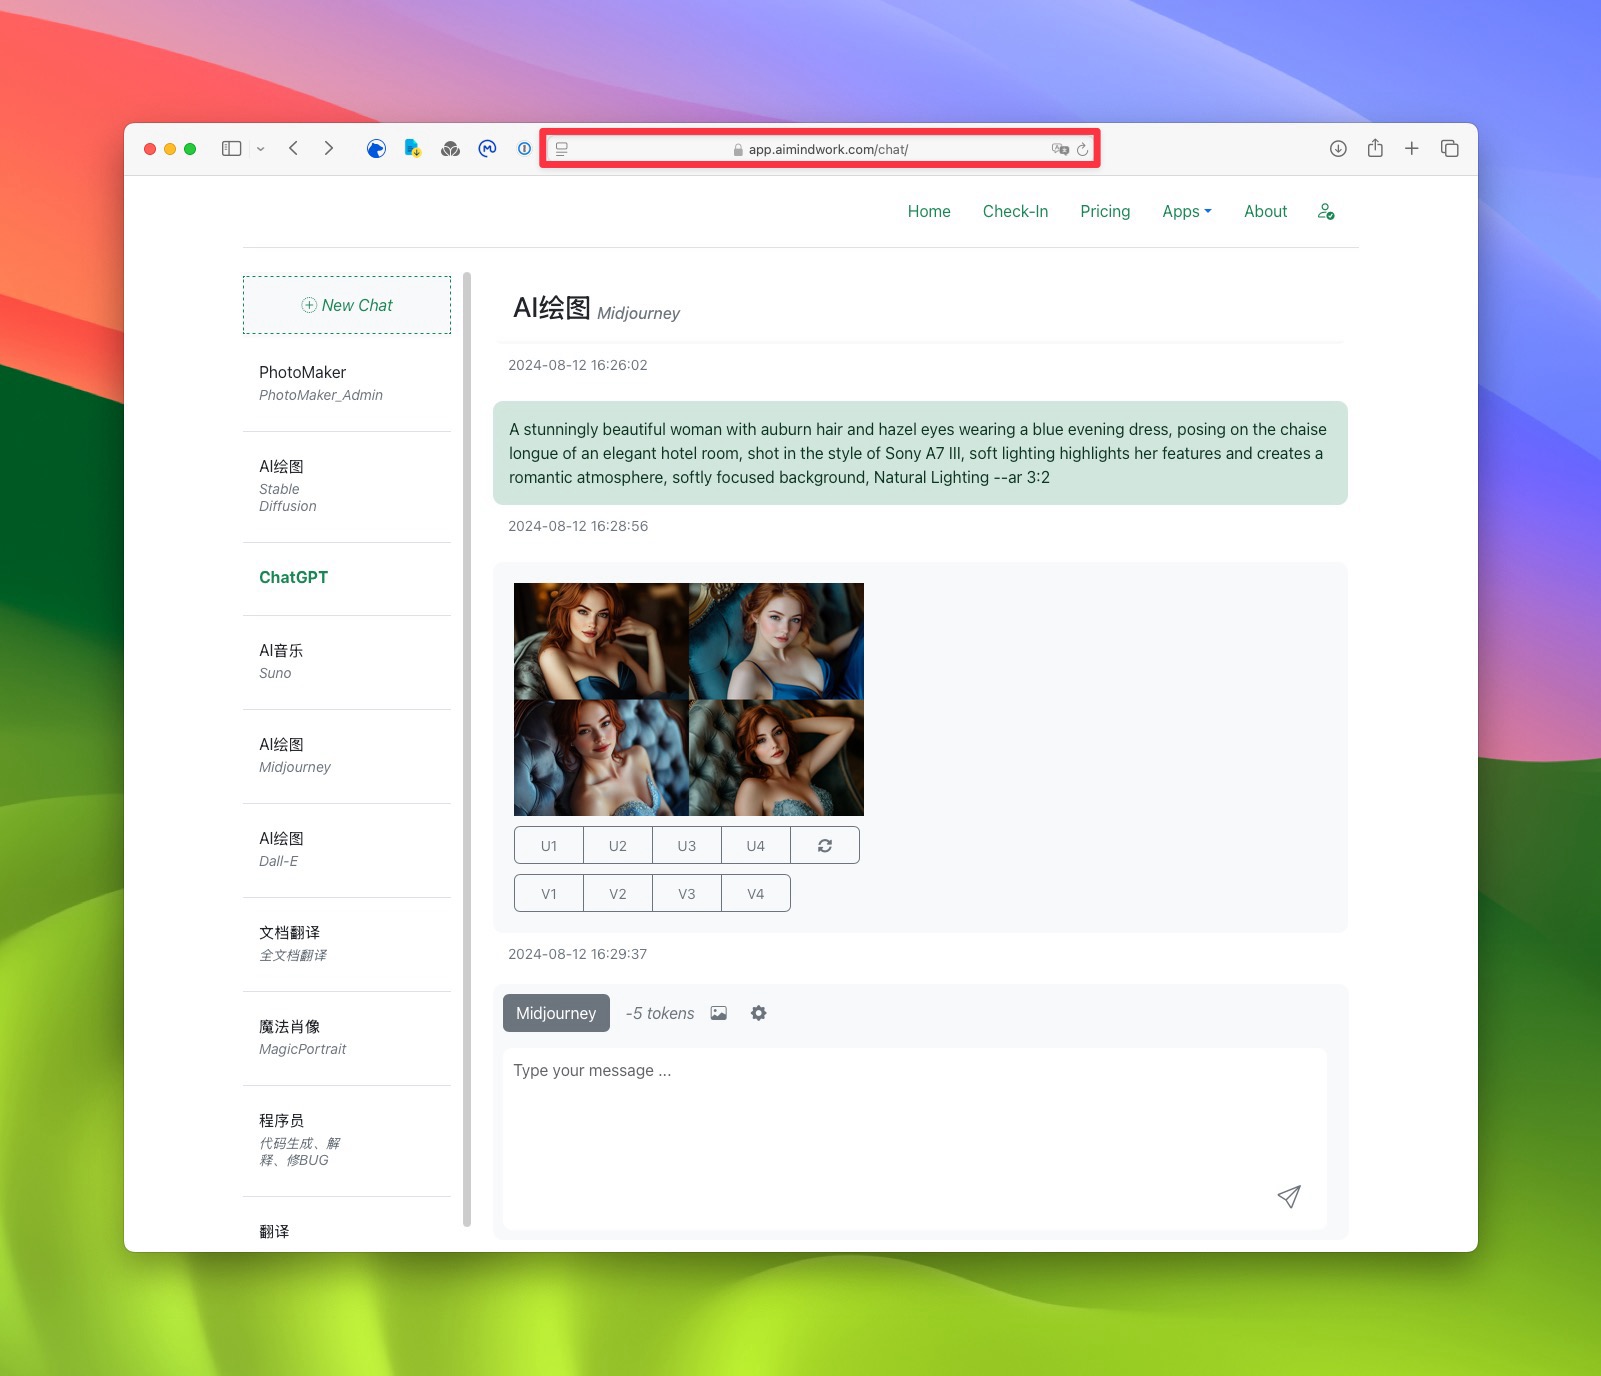 app.aimindwork.com/chat/
Home Check-In Pricing Apps About
New Chat
PhotoMaker
PhotoMaker_Admin
AI绘图
Stable
Diffusion
ChatGPT
AI音乐
Suno
AI绘图
Midjourney
AI绘图
Dall-E
文档翻译
全文档翻译
魔法肖像
MagicPortrait
程序员
代码生成、解
释、修BUG
翻译
AI绘图 Midjourney
2024-08-12 16:26:02
A stunningly beautiful woman with auburn hair and hazel eyes wearing a blue evening dress, posing on the chaise
longue of an elegant hotel room, shot in the style of Sony A7 III, soft lighting highlights her features and creates a
romantic atmosphere, softly focused background, Natural Lighting --ar 3:2
2024-08-12 16:28:56
U1 U2 U3 U4
V1 V2 V3 V4
2024-08-12 16:29:37
Midjourney -5 tokens
Type your message ...